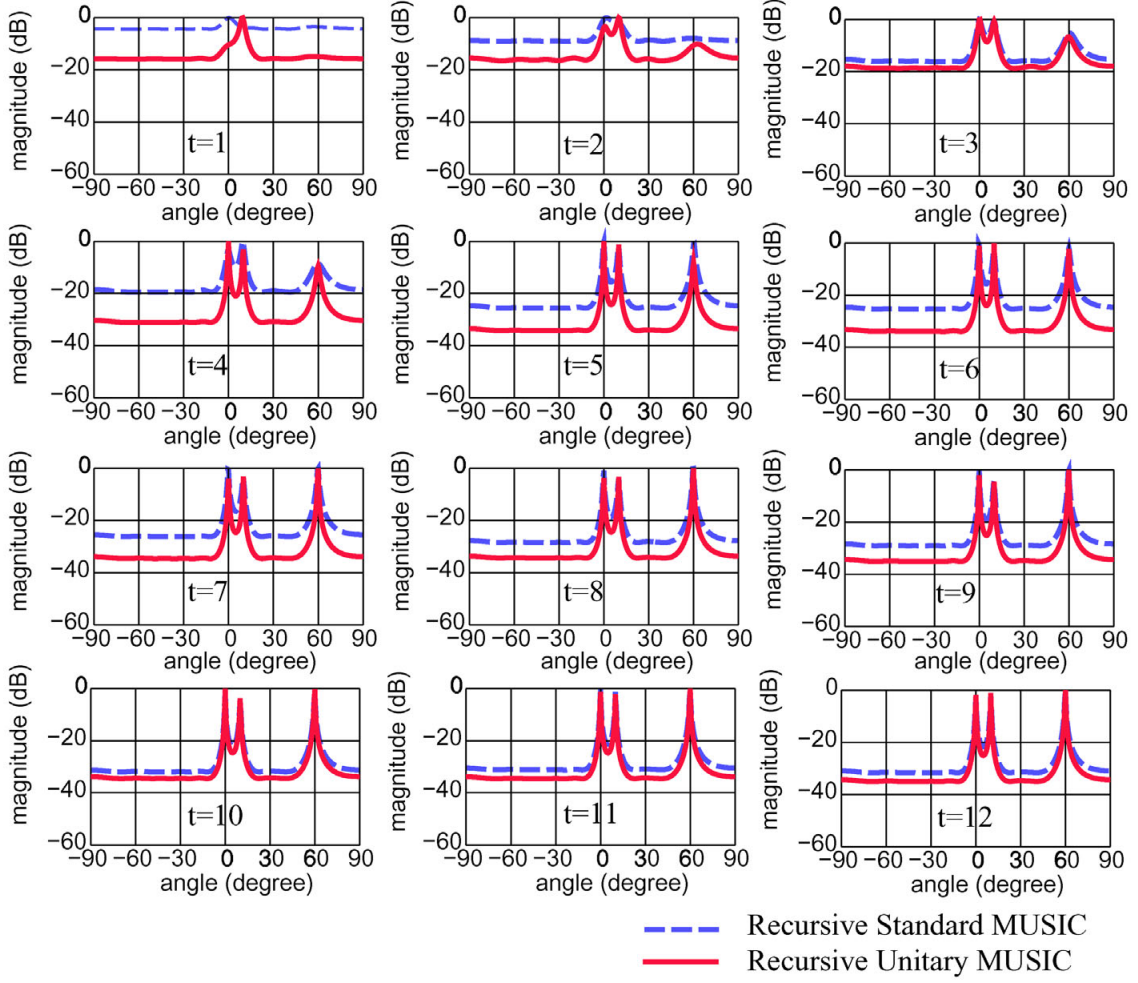 magnitude (dB)
0
−20
−40
−60
t=1
−90 −60 −30 0 30 60 90
angle (degree)
magnitude (dB)
0
−20
−40
−60
t=2
−90 −60 −30 0 30 60 90
angle (degree)
magnitude (dB)
0
−20
−40
−60
t=3
−90 −60 −30 0 30 60 90
angle (degree)
magnitude (dB)
0
−20
−40
−60
t=4
−90 −60 −30 0 30 60 90
angle (degree)
magnitude (dB)
0
−20
−40
−60
t=5
−90 −60 −30 0 30 60 90
angle (degree)
magnitude (dB)
0
−20
−40
−60
t=6
−90 −60 −30 0 30 60 90
angle (degree)
magnitude (dB)
0
−20
−40
−60
t=7
−90 −60 −30 0 30 60 90
angle (degree)
magnitude (dB)
0
−20
−40
−60
t=8
−90 −60 −30 0 30 60 90
angle (degree)
magnitude (dB)
0
−20
−40
−60
t=9
−90 −60 −30 0 30 60 90
angle (degree)
magnitude (dB)
0
−20
−40
−60
t=10
−90 −60 −30 0 30 60 90
angle (degree)
magnitude (dB)
0
−20
−40
−60
t=11
−90 −60 −30 0 30 60 90
angle (degree)
magnitude (dB)
0
−20
−40
−60
t=12
−90 −60 −30 0 30 60 90
angle (degree)
Recursive Standard MUSIC
Recursive Unitary MUSIC